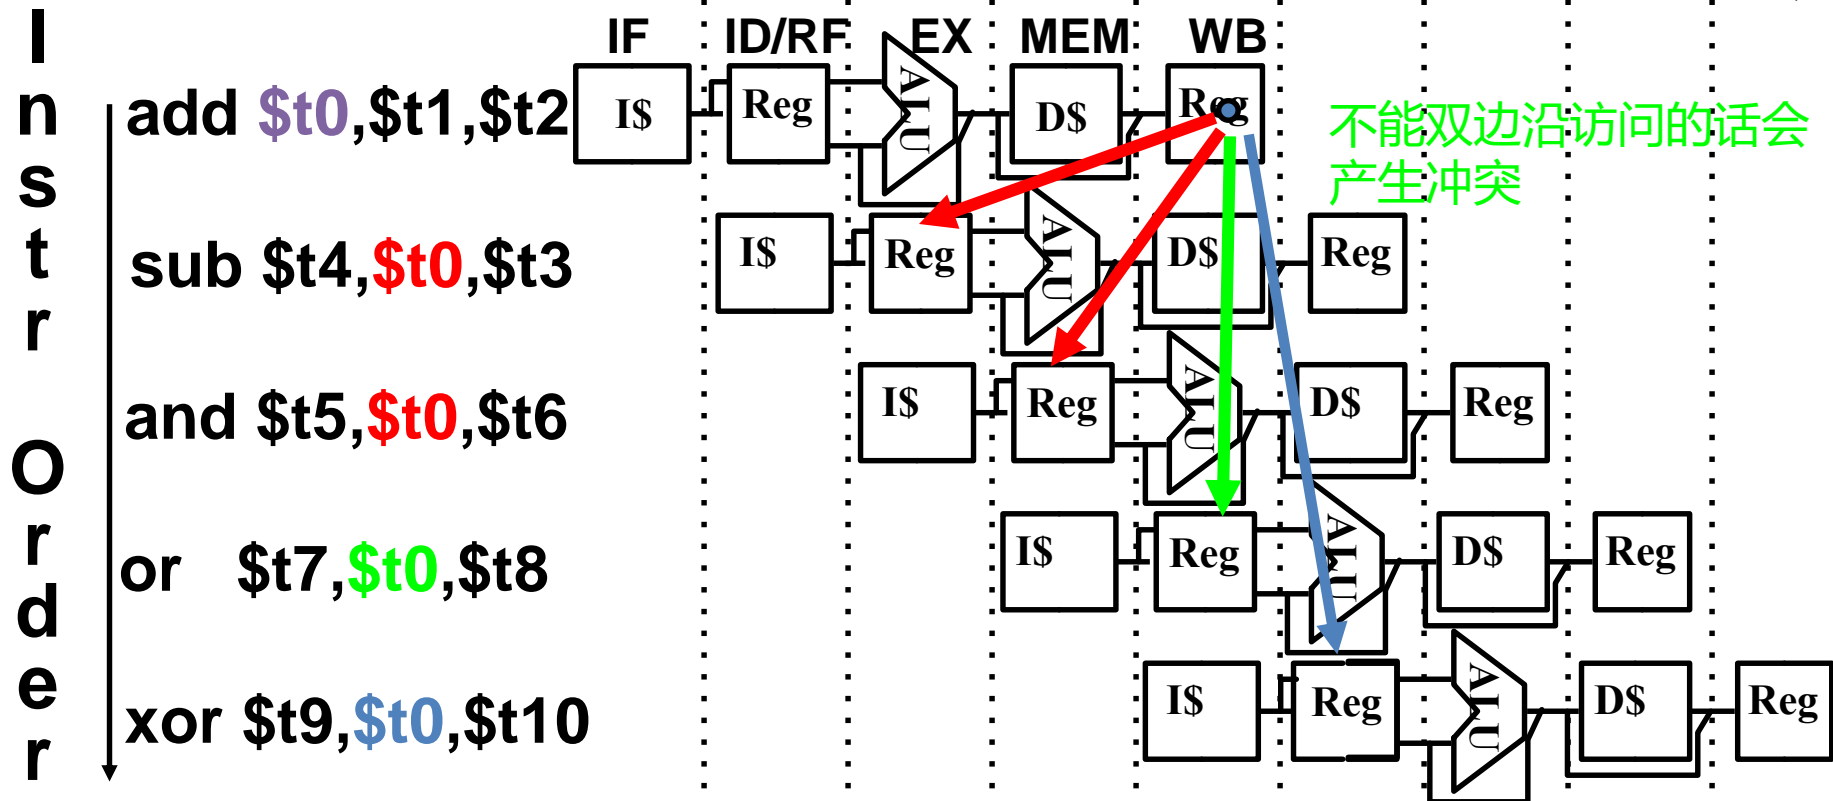 Instr Order
IF ID/RF EX MEM WB
add $t0,$t1,$t2 I$ Reg ALU D$ Reg
不能双边沿访问的话会
产生冲突
sub $t4,$t0,$t3 I$ Reg ALU D$ Reg
and $t5,$t0,$t6 I$ Reg ALU D$ Reg
or $t7,$t0,$t8 I$ Reg ALU D$ Reg
xor $t9,$t0,$t10 I$ Reg ALU D$ Reg